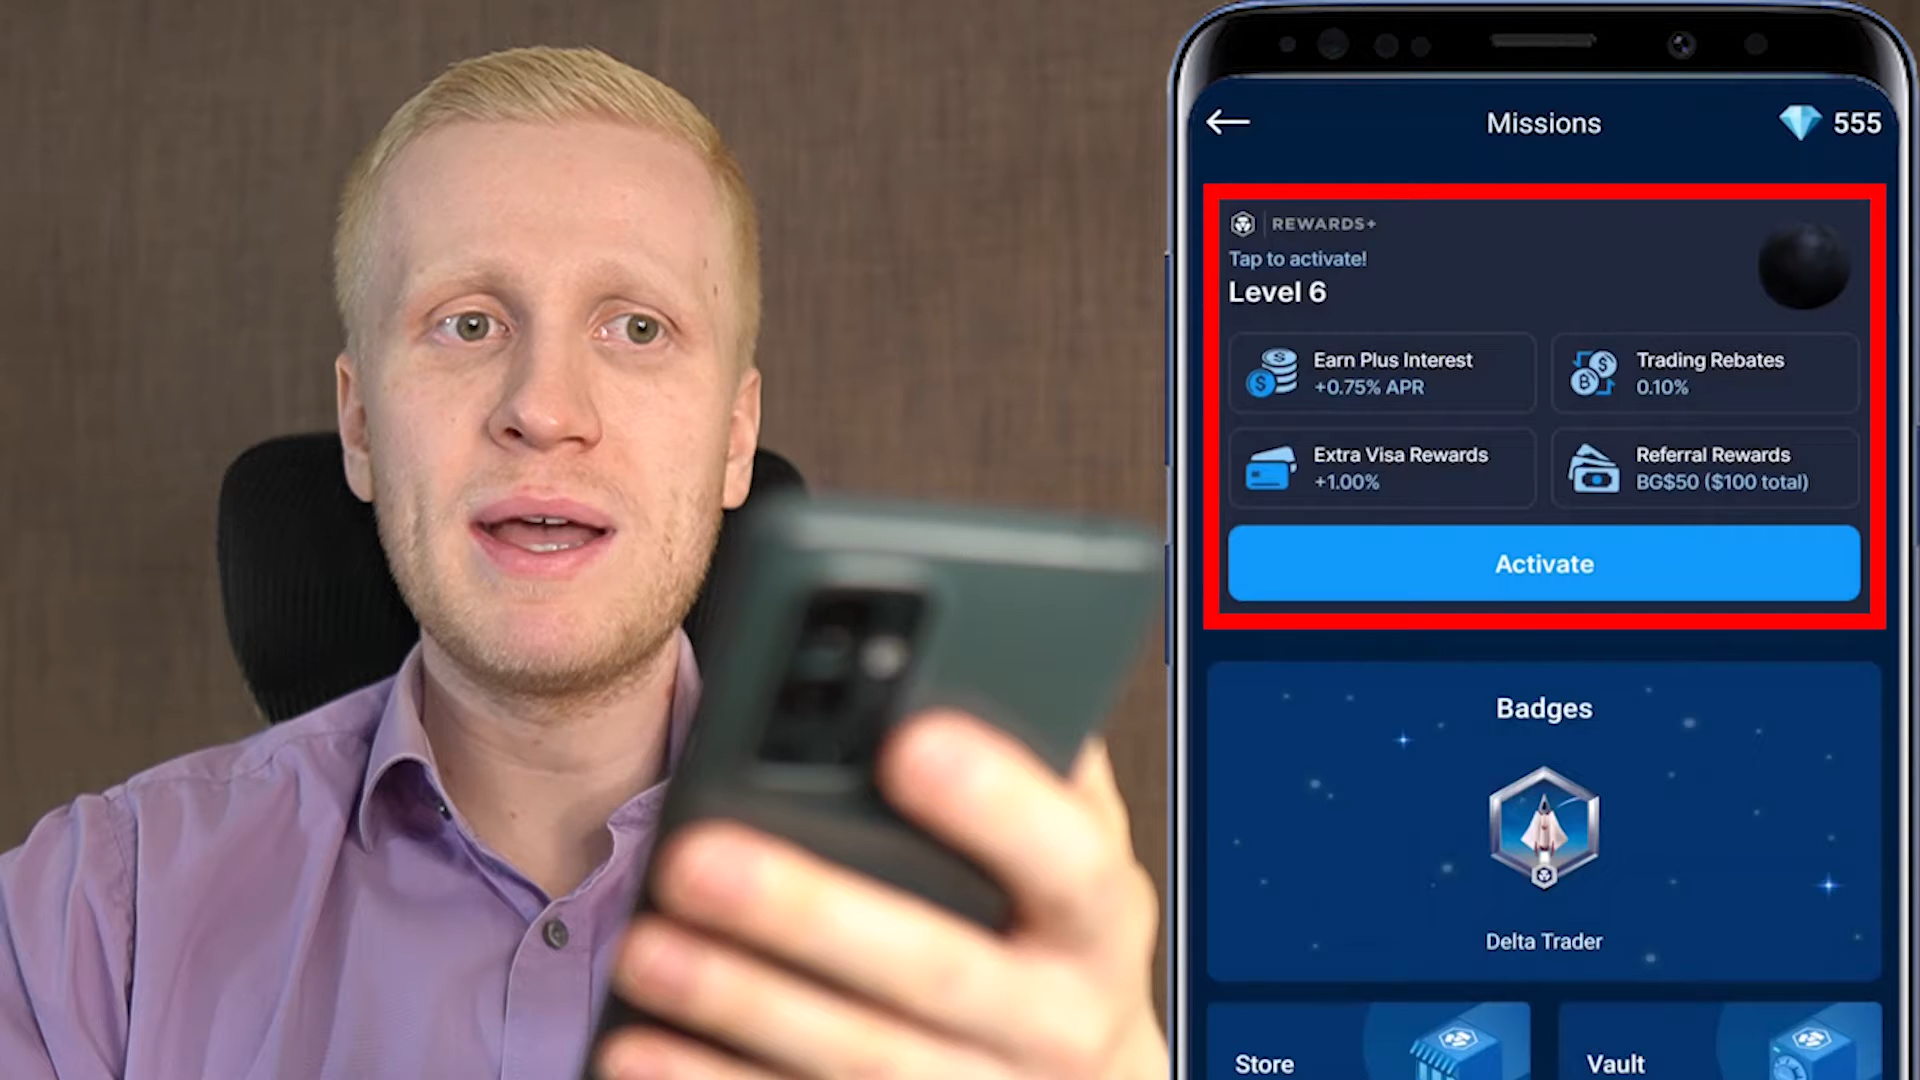 Missions
555
REWARDS+
Tap to activate!
Level 6
Earn Plus Interest
+0.75% APR
Trading Rebates
0.10%
Extra Visa Rewards
+1.00%
Referral Rewards
BG$50 ($100 total)
Activate
Badges
Delta Trader
Store
Vault